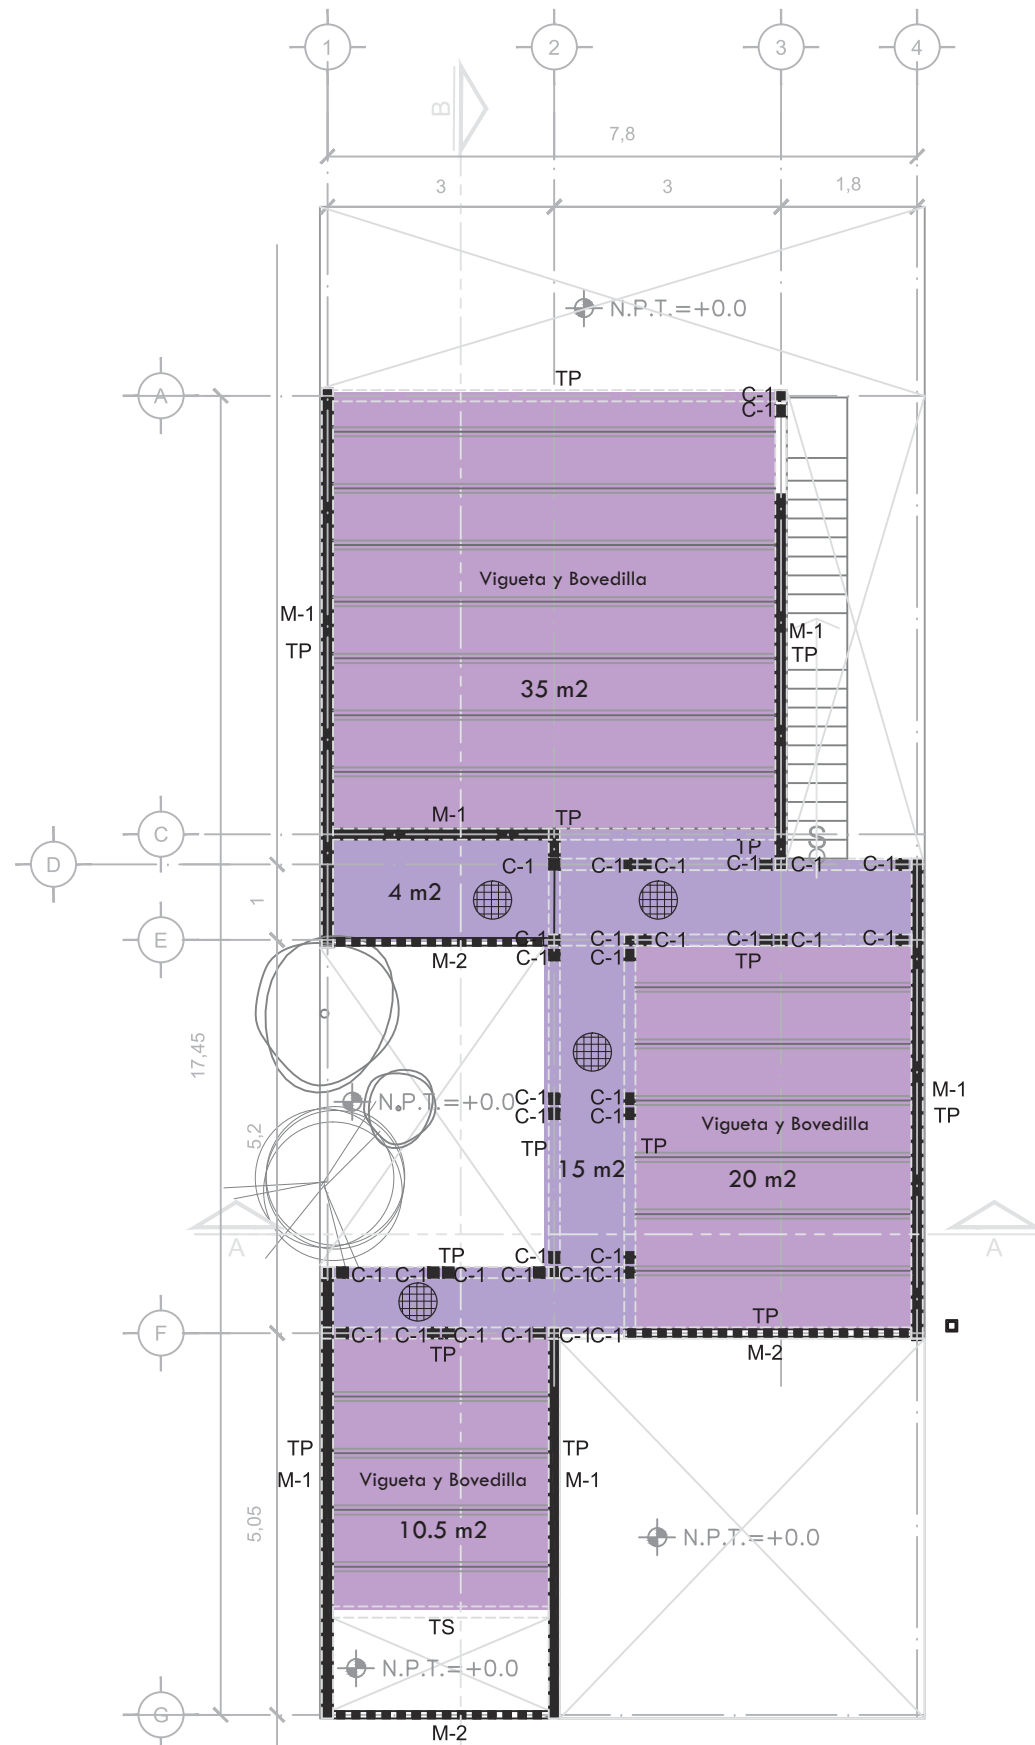 1 2 3 4
B
7,8
3 3 1,8
N.P.T.=+0.0
TP
A C-1
C-1
Vigueta y Bovedilla
M-1 M-1
TP TP
35 m2
M-1 TP
C
TP
D C-1 C-1 C-1 C-1 C-1 C-1
4 m2
1
E C-1 C-1 C-1 C-1 C-1 C-1
C-1 C-1
M-2 TP
17,45
M-1
C-1 C-1
N.P.T.=+0.0
C-1 C-1
TP
Vigueta y Bovedilla
5,2
TP TP
15 m2 20 m2
A A
TP C-1 C-1
C-1 C-1 C-1 C-1 C-1 C-1
TP
F C-1 C-1 C-1 C-1 C-1 C-1
TP M-2
TP TP
M-1 Vigueta y Bovedilla M-1
5,05
10.5 m2
N.P.T.=+0.0
TS
N.P.T.=+0.0
G
M-2